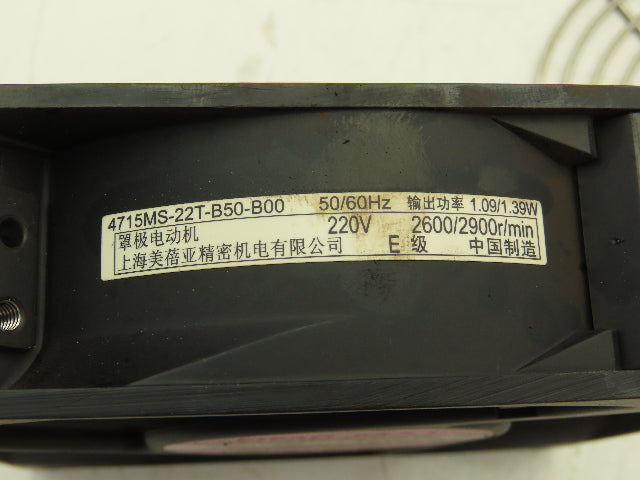 4715MS-22T-B50-B00 50/60Hz 输出功率 1.09/1.39W
罩极电动机 220V 2600/2900r/min
上海美蓓亚精密机电有限公司 E 级 中国制造